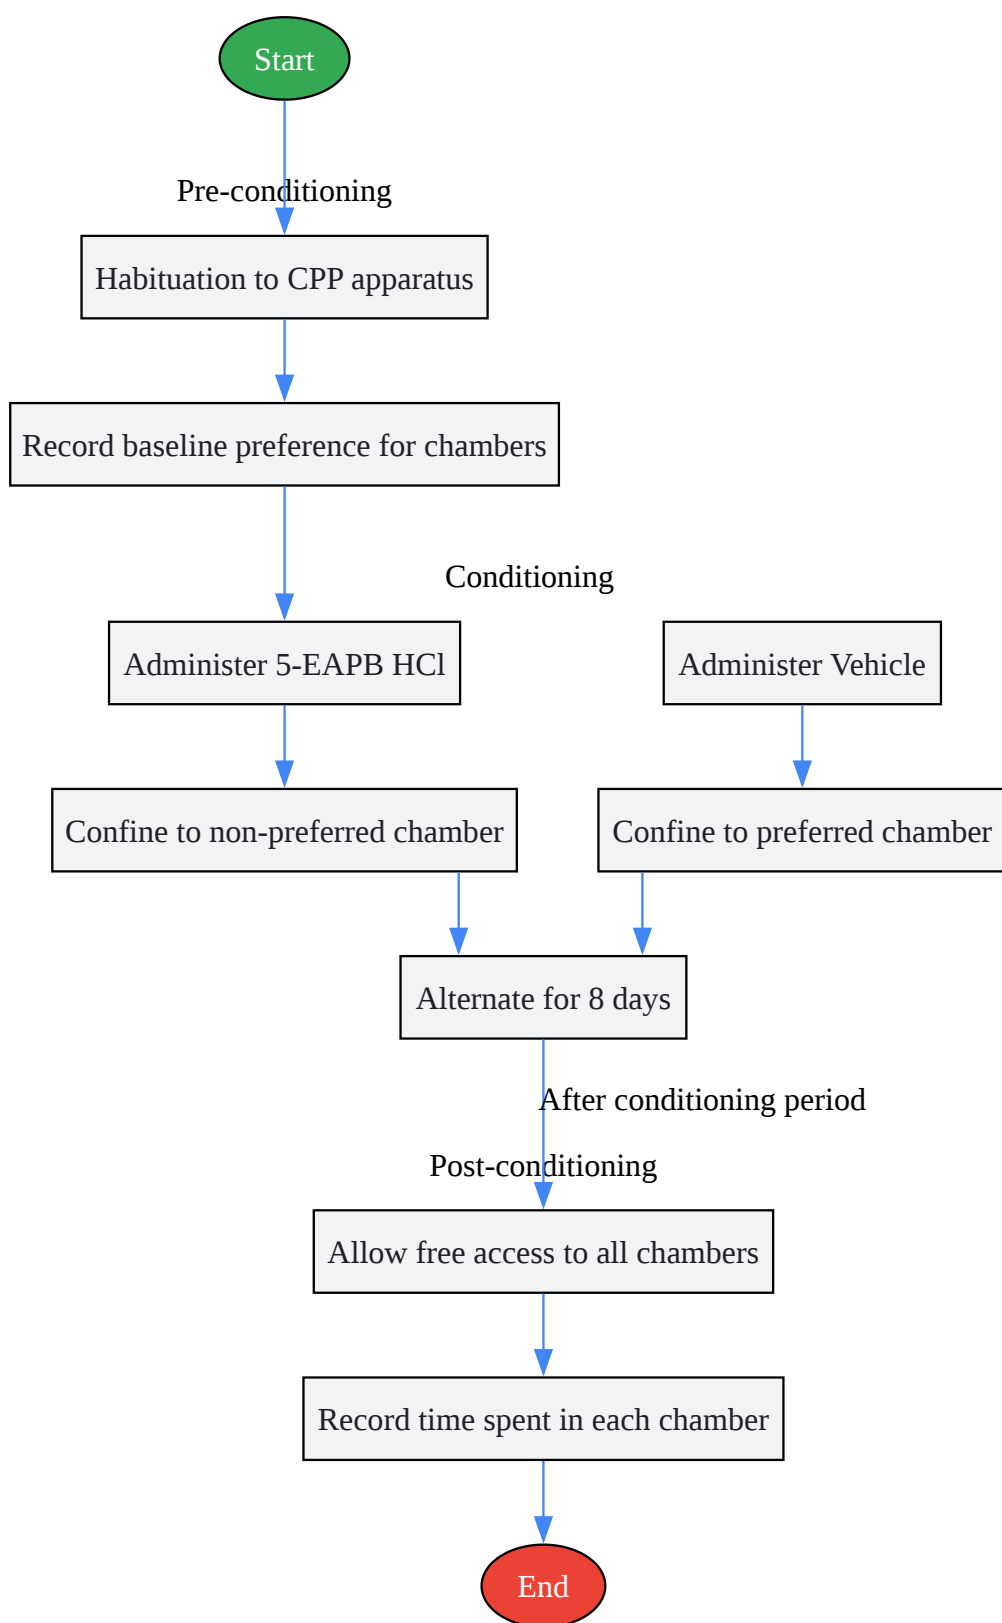 Start
Pre-conditioning
Habituation to CPP apparatus
Record baseline preference for chambers
Conditioning
Administer 5-EAPB HCl
Administer Vehicle
Confine to non-preferred chamber
Confine to preferred chamber
Alternate for 8 days
After conditioning period
Post-conditioning
Allow free access to all chambers
Record time spent in each chamber
End